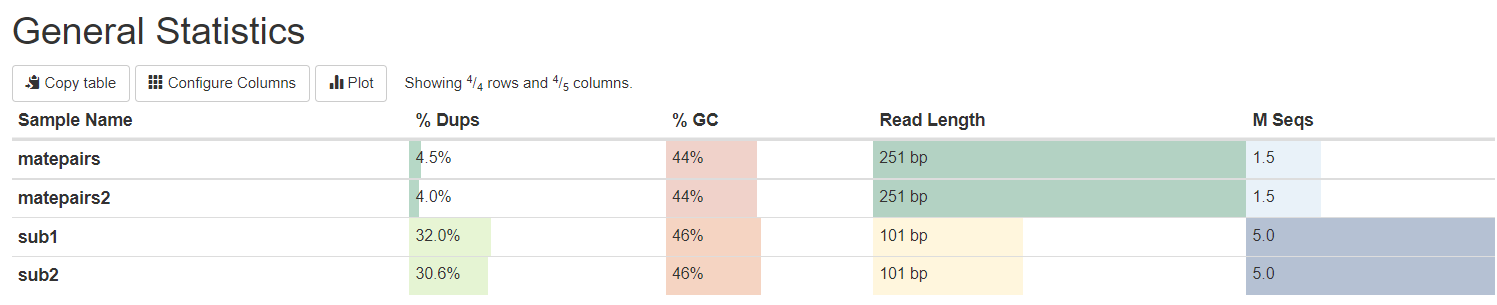 General Statistics
Copy table Configure Columns Plot Showing 4/4 rows and 4/5 columns.
Sample Name % Dups % GC Read Length M Seqs
matepairs 4.5% 44% 251 bp 1.5
matepairs2 4.0% 44% 251 bp 1.5
sub1 32.0% 46% 101 bp 5.0
sub2 30.6% 46% 101 bp 5.0